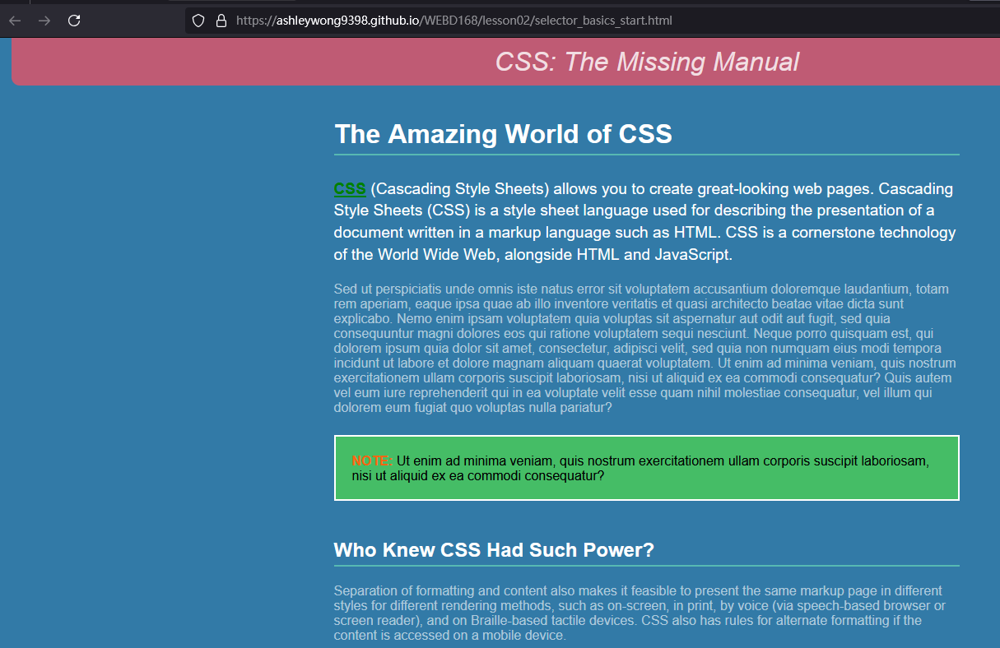 https://ashleywong9398.github.io/WEBD168/lesson02/selector_basics_start.html
CSS: The Missing Manual
The Amazing World of CSS
CSS (Cascading Style Sheets) allows you to create great-looking web pages. Cascading
Style Sheets (CSS) is a style sheet language used for describing the presentation of a
document written in a markup language such as HTML. CSS is a cornerstone technology
of the World Wide Web, alongside HTML and JavaScript.
Sed ut perspiciatis unde omnis iste natus error sit voluptatem accusantium doloremque laudantium, totam
rem aperiam, eaque ipsa quae ab illo inventore veritatis et quasi architecto beatae vitae dicta sunt
explicabo. Nemo enim ipsam voluptatem quia voluptas sit aspernatur aut odit aut fugit, sed quia
consequuntur magni dolores eos qui ratione voluptatem sequi nesciunt. Neque porro quisquam est, qui
dolorem ipsum quia dolor sit amet, consectetur, adipisci velit, sed quia non numquam eius modi tempora
incidunt ut labore et dolore magnam aliquam quaerat voluptatem. Ut enim ad minima veniam, quis nostrum
exercitationem ullam corporis suscipit laboriosam, nisi ut aliquid ex ea commodi consequatur? Quis autem
vel eum iure reprehenderit qui in ea voluptate velit esse quam nihil molestiae consequatur, vel illum qui
dolorem eum fugiat quo voluptas nulla pariatur?
NOTE: Ut enim ad minima veniam, quis nostrum exercitationem ullam corporis suscipit laboriosam,
nisi ut aliquid ex ea commodi consequatur?
Who Knew CSS Had Such Power?
Separation of formatting and content also makes it feasible to present the same markup page in different
styles for different rendering methods, such as on-screen, in print, by voice (via speech-based browser or
screen reader), and on Braille-based tactile devices. CSS also has rules for alternate formatting if the
content is accessed on a mobile device.